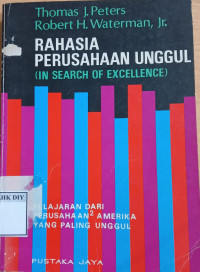 Thomas J. Peters
Robert H. Waterman, Jr.
RAHASIA
PERUSAHAAN UNGGUL
(IN SEARCH OF EXCELLENCE)
PELAJARAN DARI
PERUSAHAAN² AMERIKA
YANG PALING UNGGUL
PUSTAKA JAYA